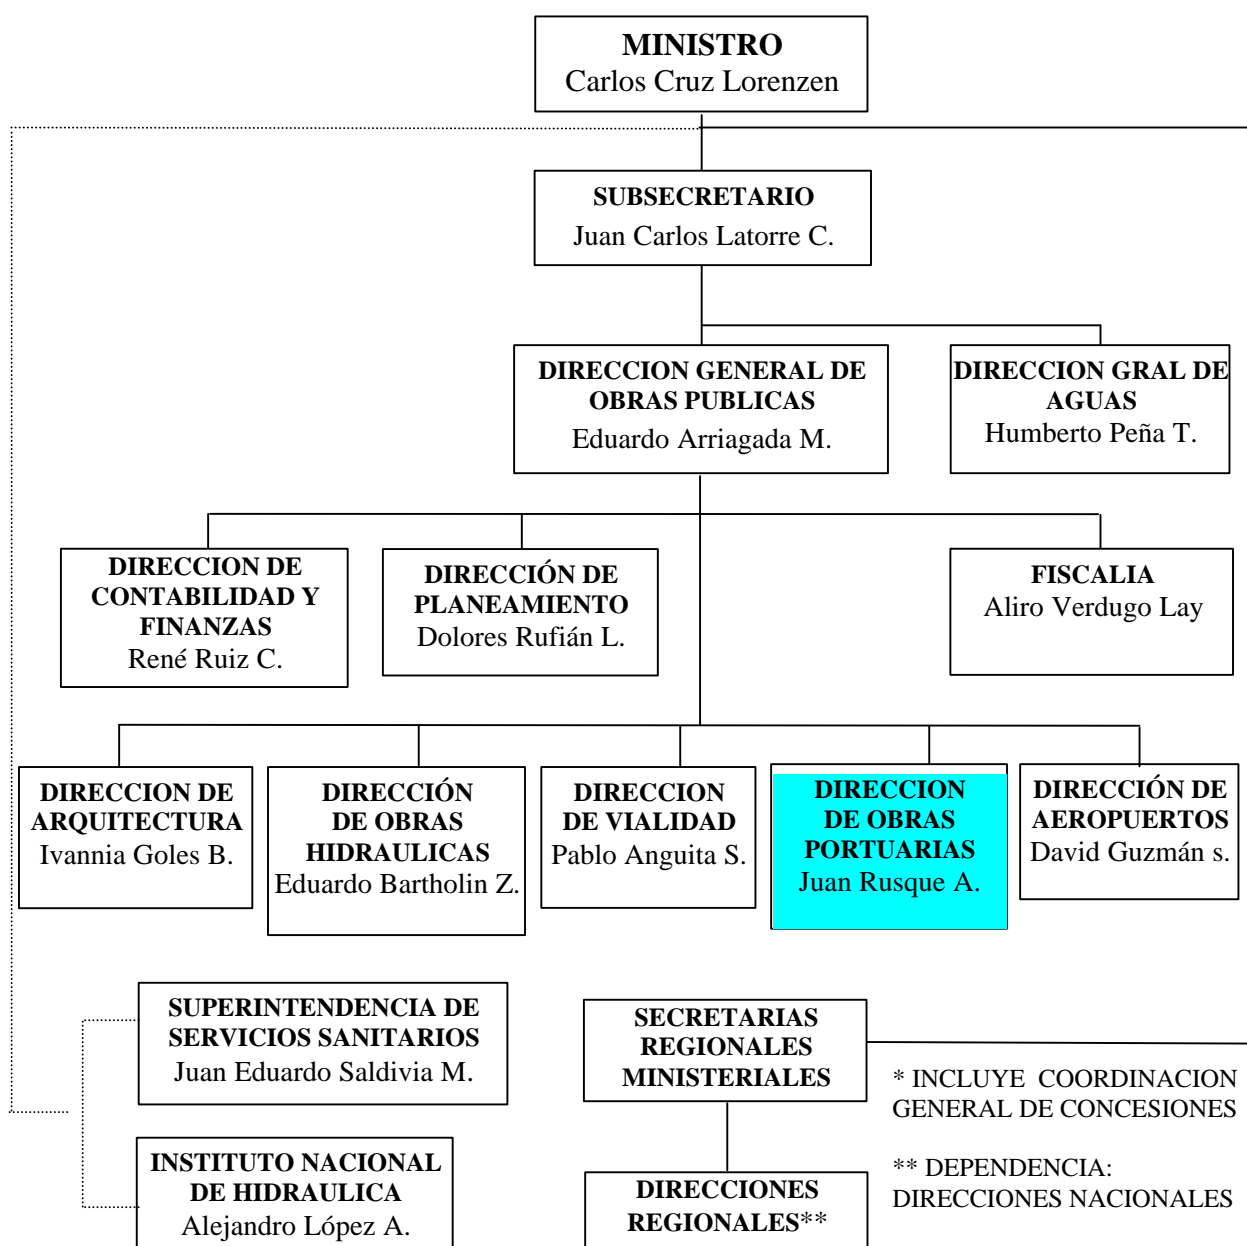 MINISTRO
Carlos Cruz Lorenzen
SUBSECRETARIO
Juan Carlos Latorre C.
DIRECCION GENERAL DE
OBRAS PUBLICAS
Eduardo Arriagada M.
DIRECCION GRAL DE
AGUAS
Humberto Peña T.
DIRECCION DE
CONTABILIDAD Y
FINANZAS
René Ruiz C.
DIRECCIÓN DE
PLANEAMIENTO
Dolores Rufián L.
FISCALIA
Aliro Verdugo Lay
DIRECCION DE
ARQUITECTURA
Ivannia Goles B.
DIRECCIÓN
DE OBRAS
HIDRAULICAS
Eduardo Bartholin Z.
DIRECCION
DE VIALIDAD
Pablo Anguita S.
DIRECCION
DE OBRAS
PORTUARIAS
Juan Rusque A.
DIRECCIÓN DE
AEROPUERTOS
David Guzmán s.
SUPERINTENDENCIA DE
SERVICIOS SANITARIOS
Juan Eduardo Saldivia M.
INSTITUTO NACIONAL
DE HIDRAULICA
Alejandro López A.
SECRETARIAS
REGIONALES
MINISTERIALES
DIRECCIONES
REGIONALES**
* INCLUYE COORDINACION
GENERAL DE CONCESIONES
** DEPENDENCIA:
DIRECCIONES NACIONALES